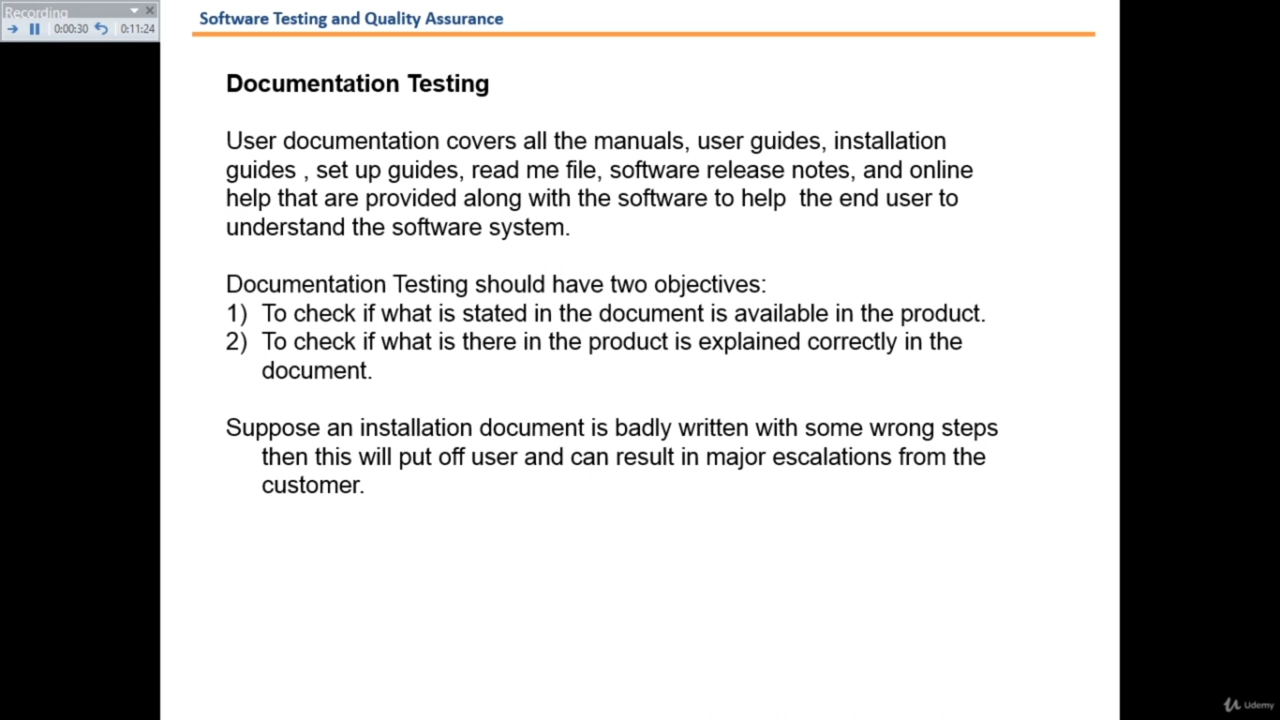 Recording
0:00:30 0:11:24
Software Testing and Quality Assurance
Documentation Testing
User documentation covers all the manuals, user guides, installation
guides , set up guides, read me file, software release notes, and online
help that are provided along with the software to help  the end user to
understand the software system.
Documentation Testing should have two objectives:
1) To check if what is stated in the document is available in the product.
2) To check if what is there in the product is explained correctly in the
document.
Suppose an installation document is badly written with some wrong steps
then this will put off user and can result in major escalations from the
customer.
Udemy